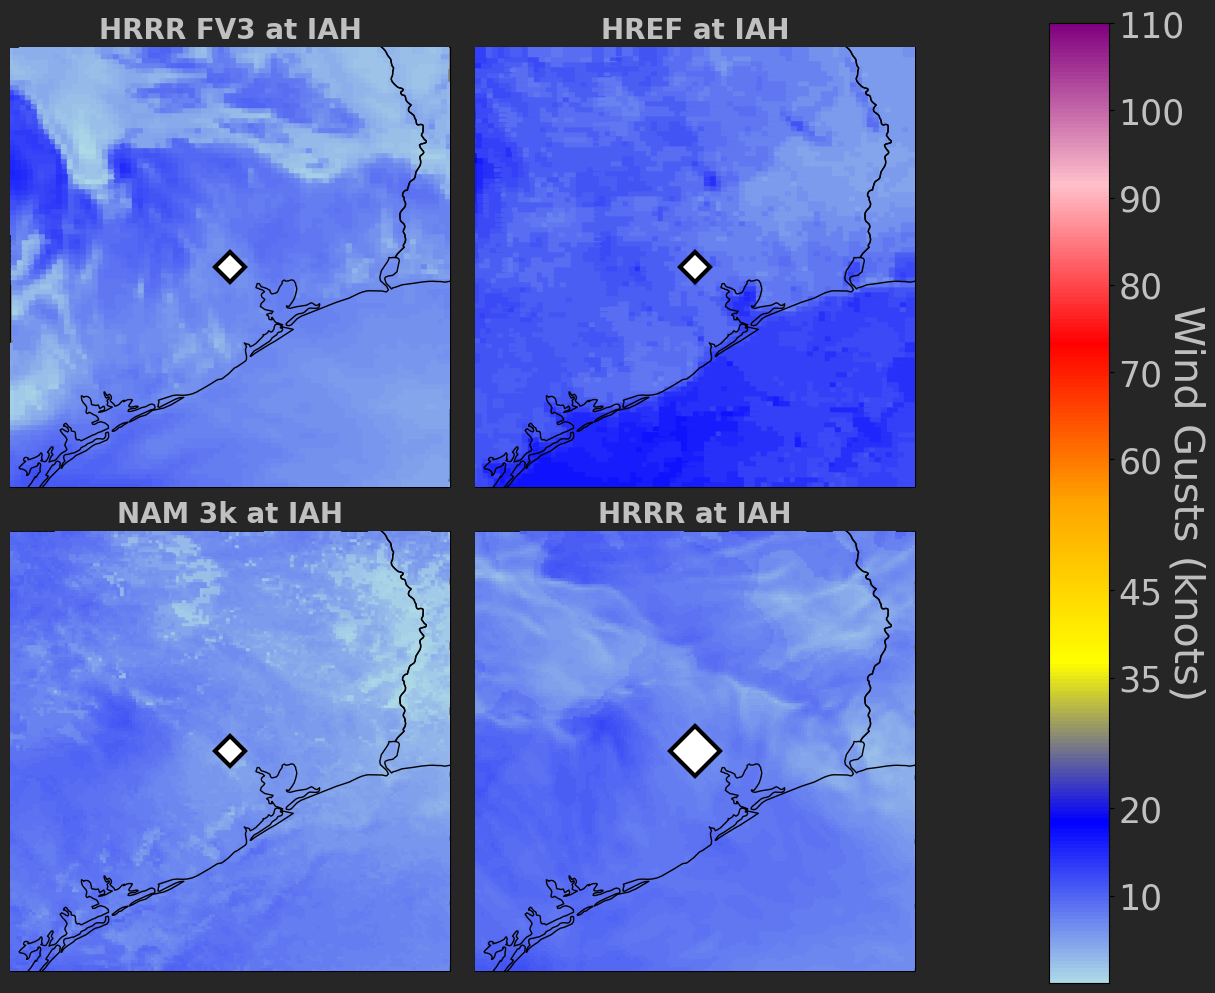 HRRR FV3 at IAH
HREF at IAH
NAM 3k at IAH
HRRR at IAH
110
100
90
80
70
60
45
35
20
10
Wind Gusts (knots)